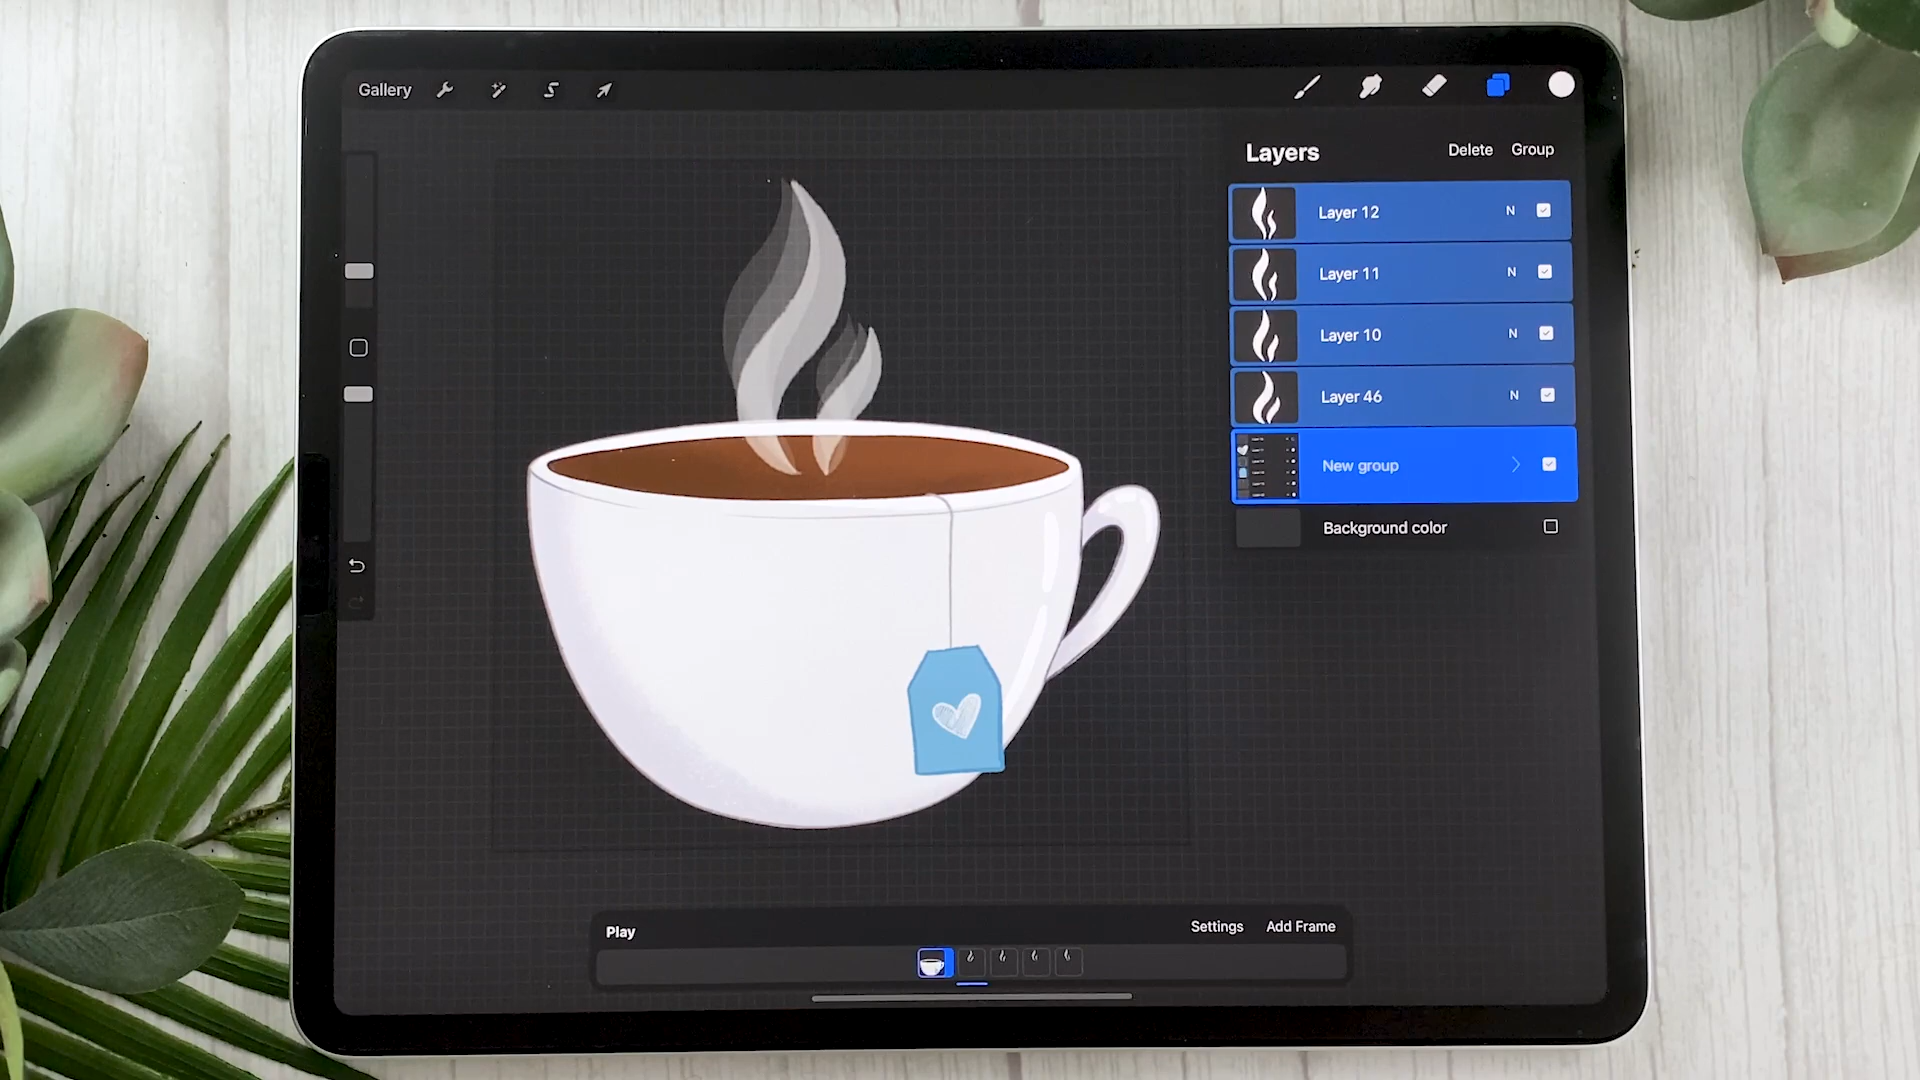 Gallery
Layers Delete Group
Layer 12 N
Layer 11 N
Layer 10 N
Layer 46 N
New group
Background color
Play Settings Add Frame